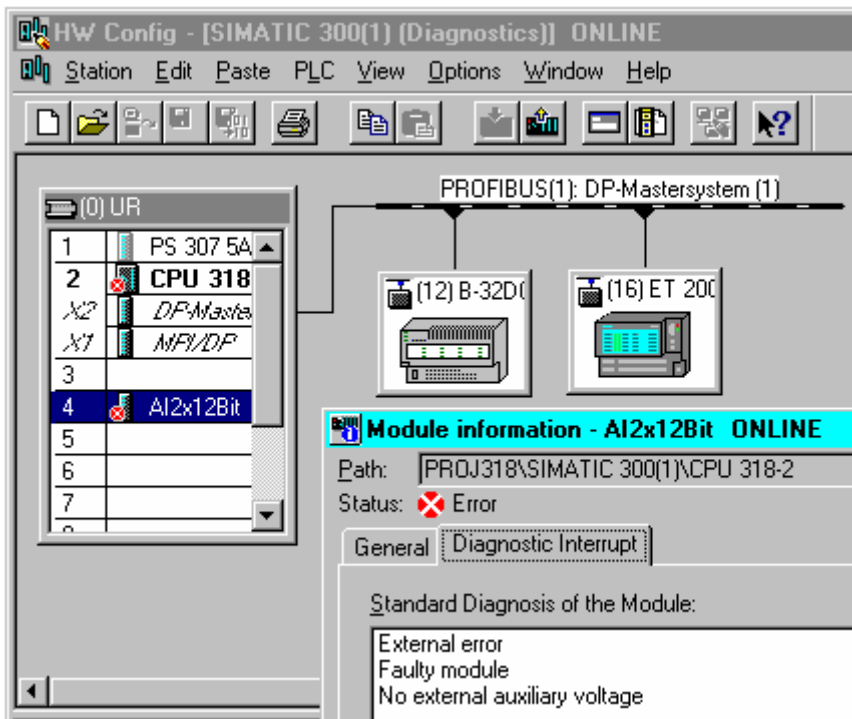 HW Config - [SIMATIC 300(1) (Diagnostics)] ONLINE
Station Edit Paste PLC View Options Window Help
PROFIBUS(1): DP-Mastersystem (1)
(0) UR
1 PS 307 5A
2 CPU 318
X2 DP-Master
X1 MPI/DP
3
4 AI2x12Bit
5
6
7
(12) B-32D
(16) ET 200
Module information - AI2x12Bit ONLINE
Path: PROJ318\SIMATIC 300(1)\CPU 318-2
Status: Error
General Diagnostic Interrupt
Standard Diagnosis of the Module:
External error
Faulty module
No external auxiliary voltage